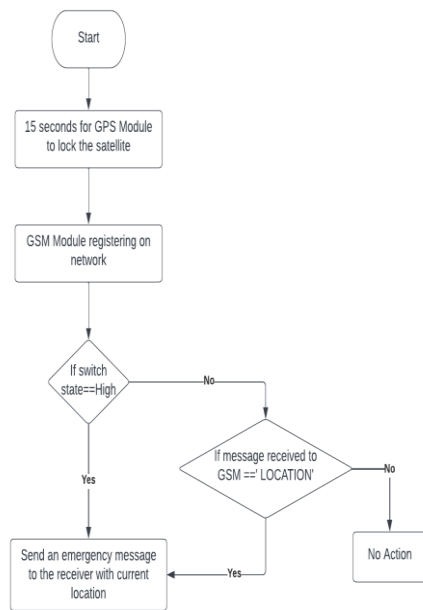 Start
15 seconds for GPS Module
to lock the satellite
GSM Module registering on
network
If switch
state==High
No
If message received to
GSM ==' LOCATION'
No
Yes
No Action
Send an emergency message
to the receiver with current
location
Yes